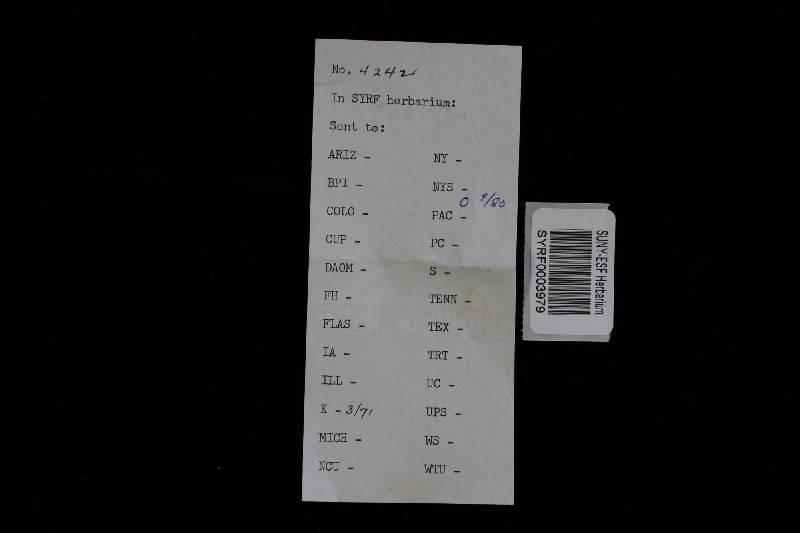 No. 4242
In SYRF herbarium:
Sent to:
ARIZ -
BPI -
COLO -
CUP -
DAOM -
FH -
FLAS -
IA -
ILL -
K - 3/71
MICH -
NCU -
NY -
NYS -
O 9/80
PAC -
PC -
S -
TENN -
TEX -
TRT -
UC -
UPS -
WS -
WTU -
SUNY-ESF Herbarium
SYRF0003979